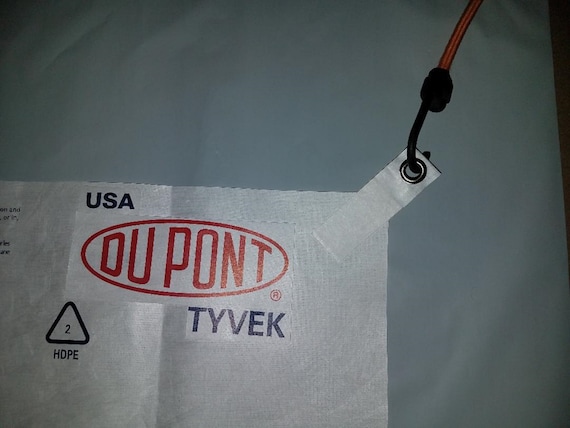 USA
DU PONT
®
TYVEK
2
HDPE